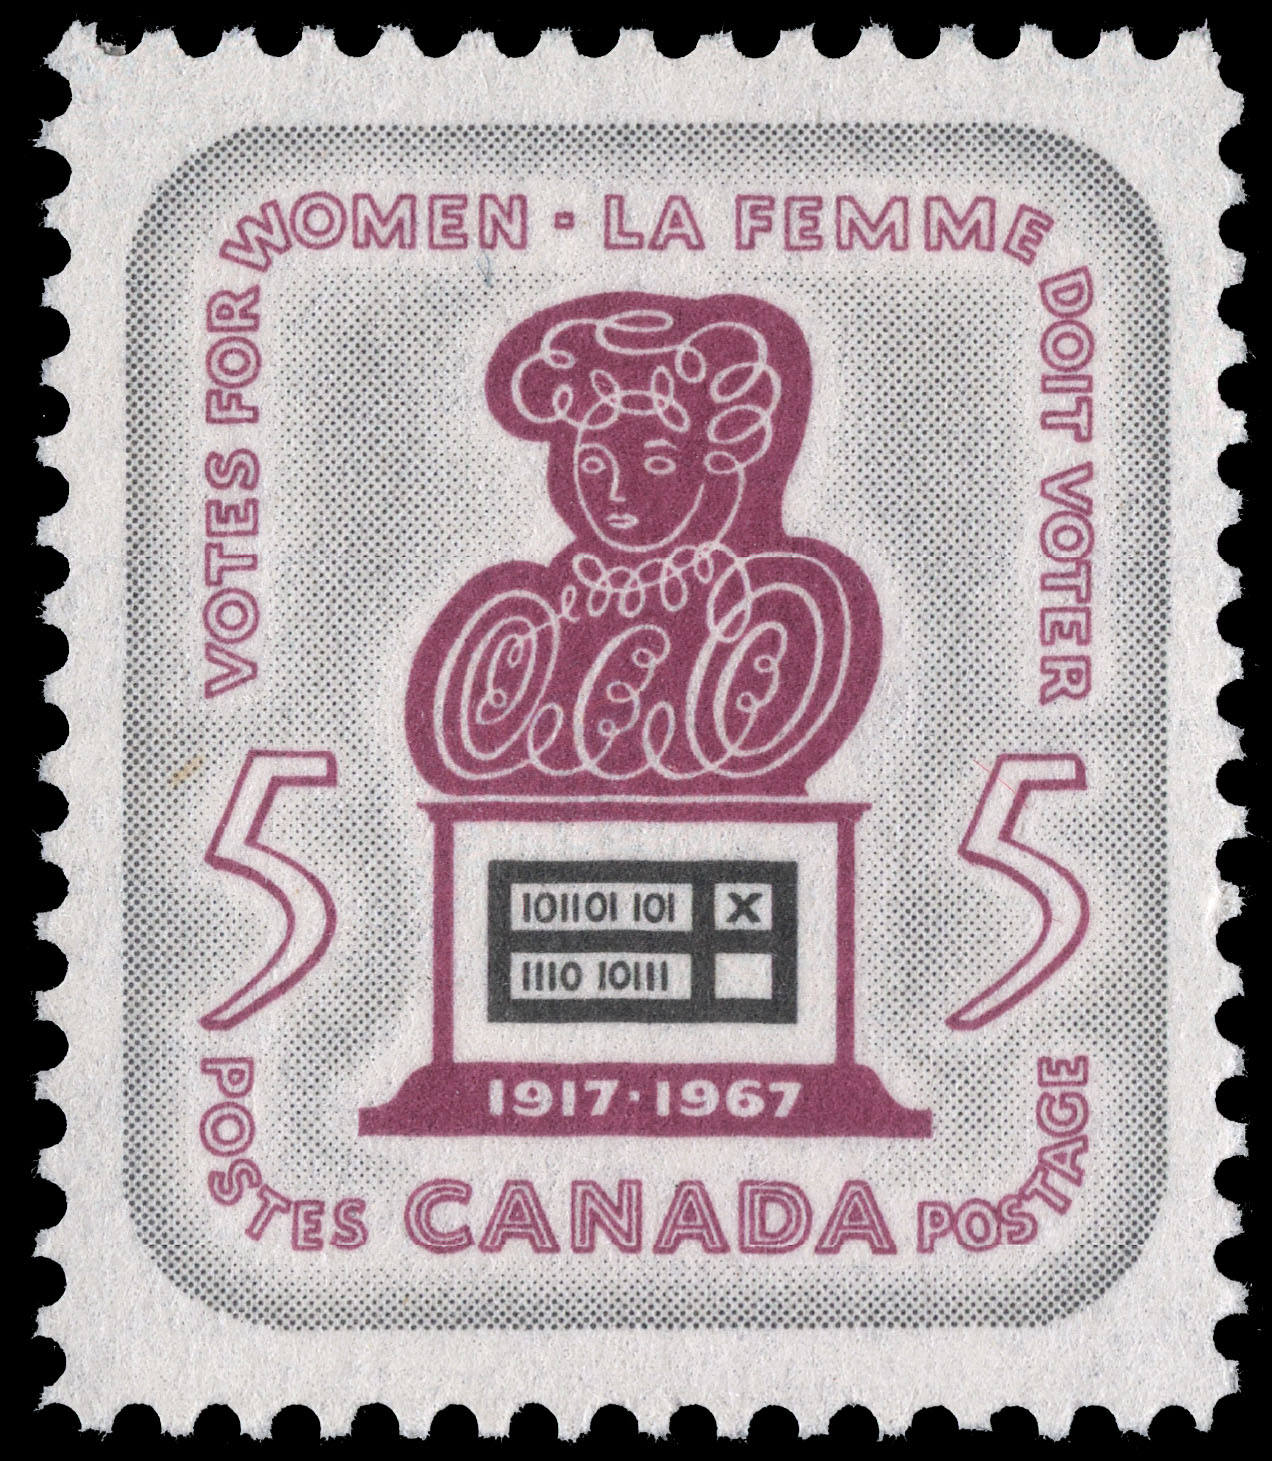 VOTES FOR WOMEN - LA FEMME DOIT VOTER
5 5
101101 101 X
1110 10111
1917·1967
POSTES CANADA POSTAGE